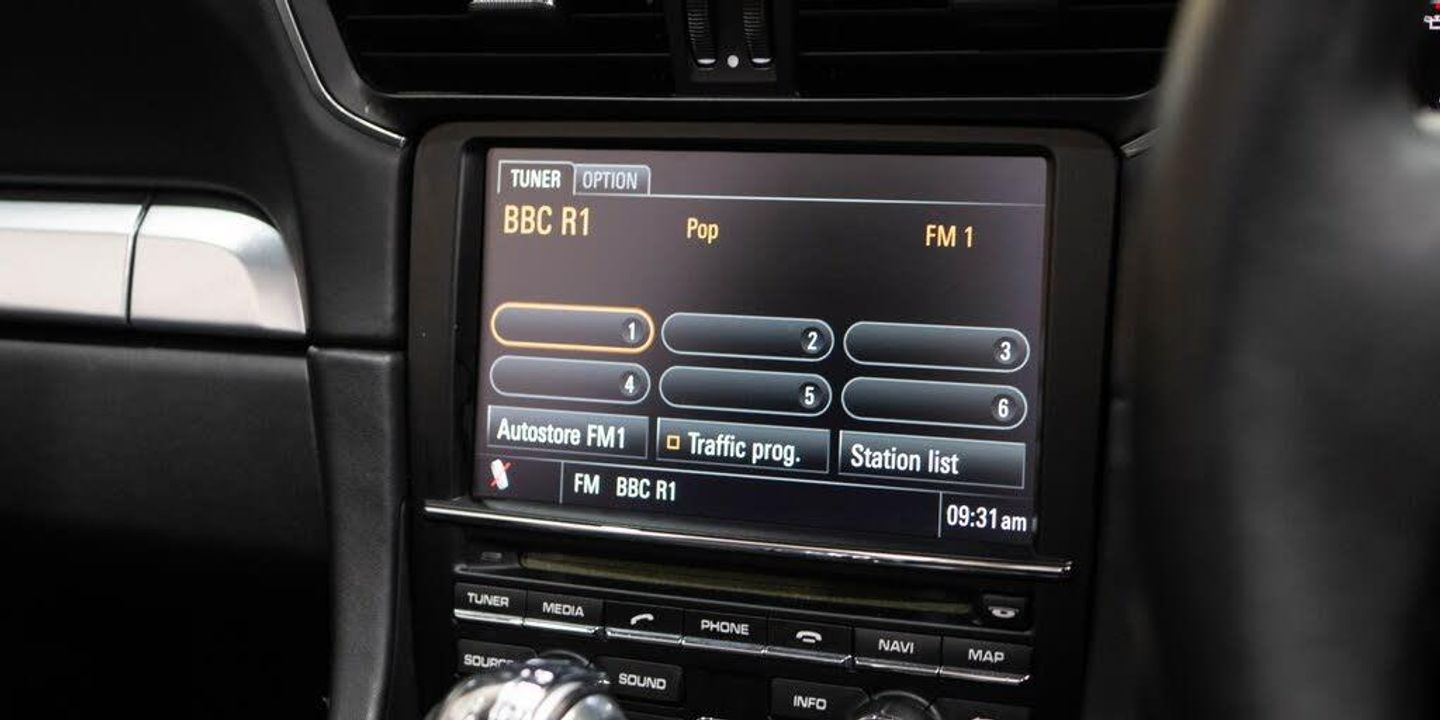 TUNER OPTION
BBC R1 Pop FM 1
1 2 3
4 5 6
Autostore FM1 Traffic prog. Station list
FM BBC R1 09:31 am
TUNER MEDIA PHONE NAVI MAP
SOURCE SOUND INFO